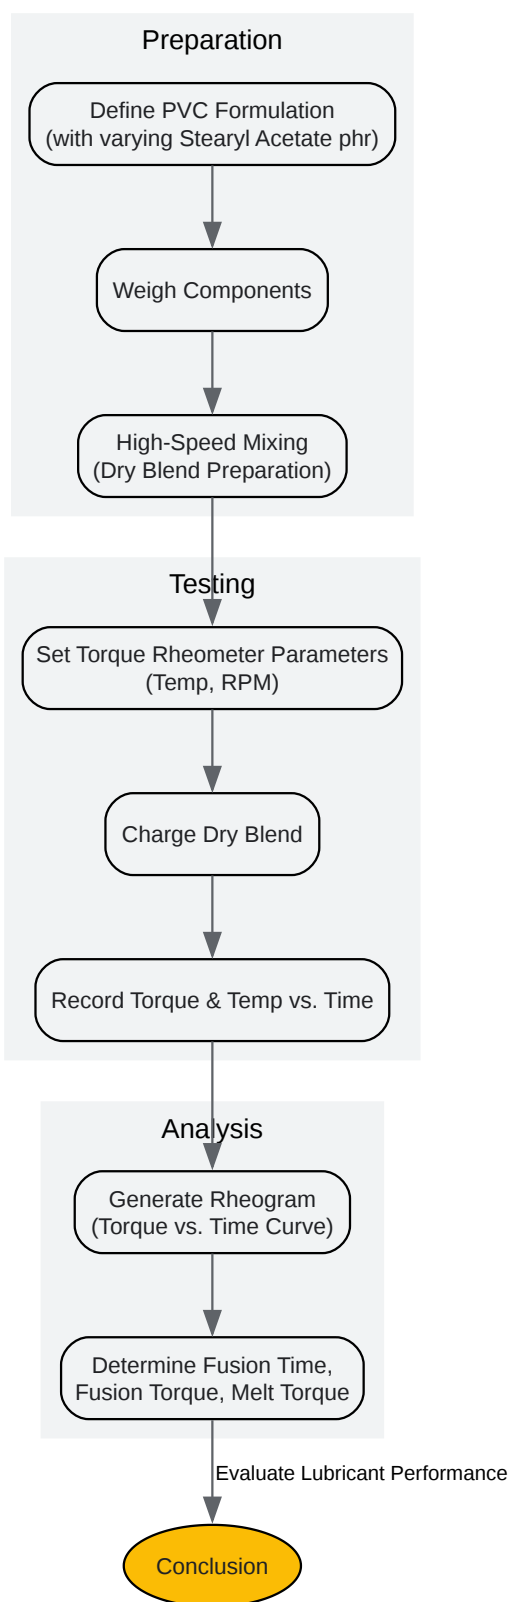 Preparation
Define PVC Formulation
(with varying Stearyl Acetate phr)
Weigh Components
High-Speed Mixing
(Dry Blend Preparation)
Testing
Set Torque Rheometer Parameters
(Temp, RPM)
Charge Dry Blend
Record Torque & Temp vs. Time
Analysis
Generate Rheogram
(Torque vs. Time Curve)
Determine Fusion Time,
Fusion Torque, Melt Torque
Evaluate Lubricant Performance
Conclusion